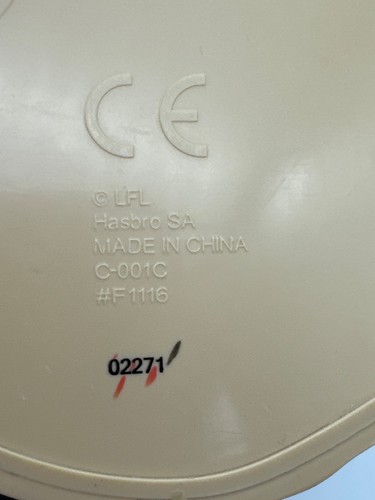 CE
© LFL
Hasbro SA
MADE IN CHINA
C-001C
#F1116
02271